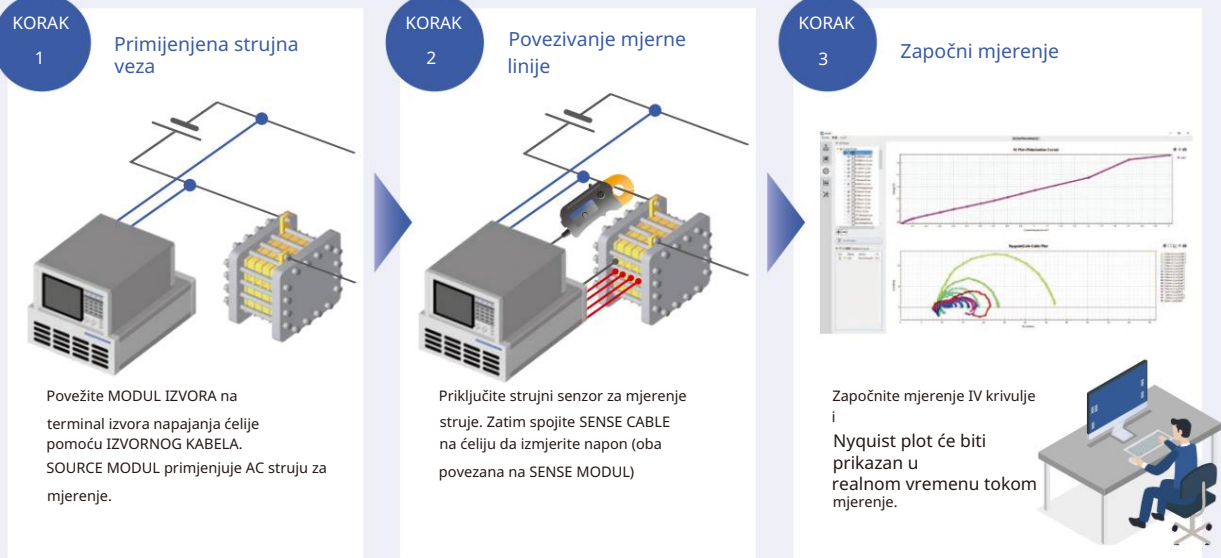 KORAK
1
Primijenjena strujna
veza
Povežite MODUL IZVORA na
terminal izvora napajanja ćelije
pomoću IZVORNOG KABELA.
SOURCE MODUL primjenjuje AC struju za
mjerenje.
KORAK
2
Povezivanje mjerne
linije
Priključite strujni senzor za mjerenje
struje. Zatim spojite SENSE CABLE
na ćeliju da izmjerite napon (oba
povezana na SENSE MODUL)
KORAK
3
Započni mjerenje
Započnite mjerenje IV krivulje
i
Nyquist plot će biti
prikazan u
realnom vremenu tokom
mjerenje.